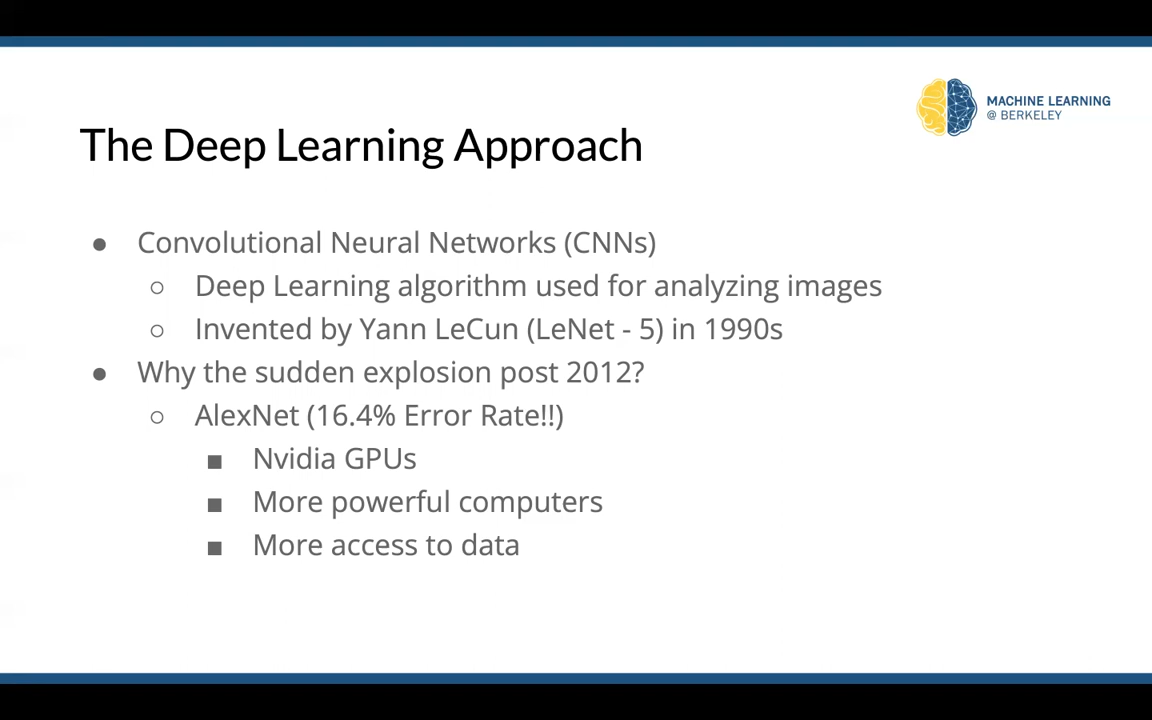 MACHINE LEARNING
@ BERKELEY
The Deep Learning Approach
● Convolutional Neural Networks (CNNs)
○ Deep Learning algorithm used for analyzing images
○ Invented by Yann LeCun (LeNet - 5) in 1990s
● Why the sudden explosion post 2012?
○ AlexNet (16.4% Error Rate!!)
■ Nvidia GPUs
■ More powerful computers
■ More access to data